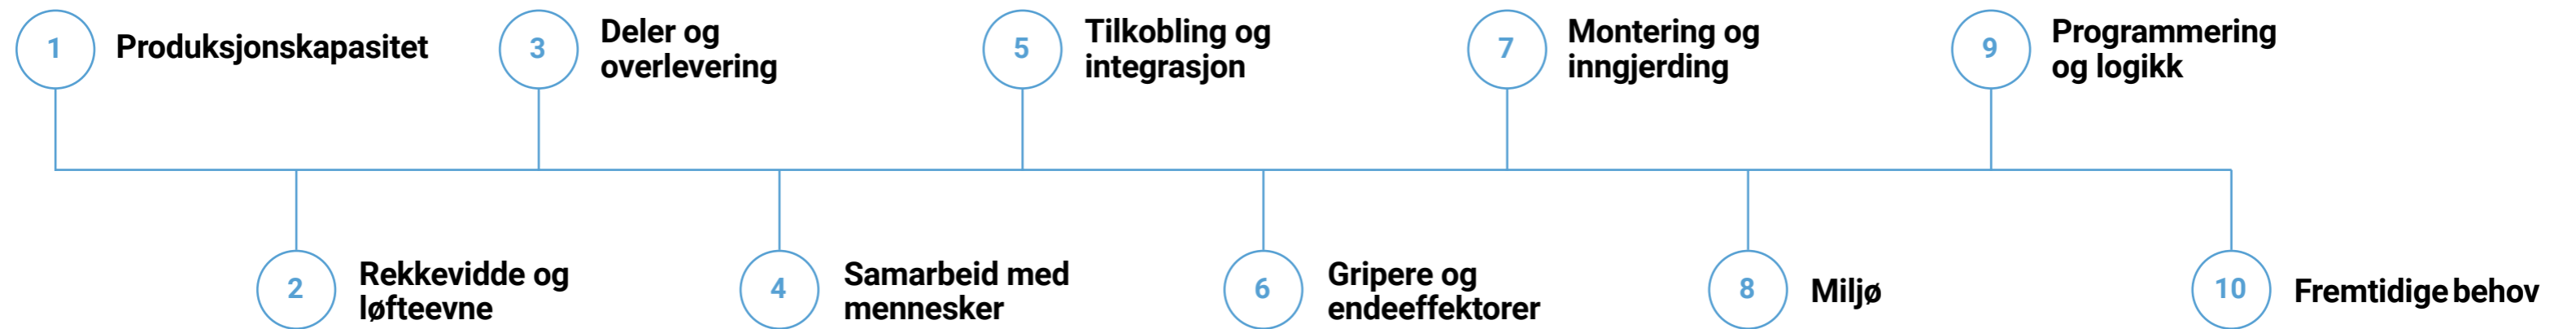 1
Produksjonskapasitet
2
Rekkevidde og
løfteevne
3
Deler og
overlevering
4
Samarbeid med
mennesker
5
Tilkobling og
integrasjon
6
Gripere og
endeeffektorer
7
Montering og
inngjerding
8
Miljø
9
Programmering
og logikk
10
Fremtidige behov